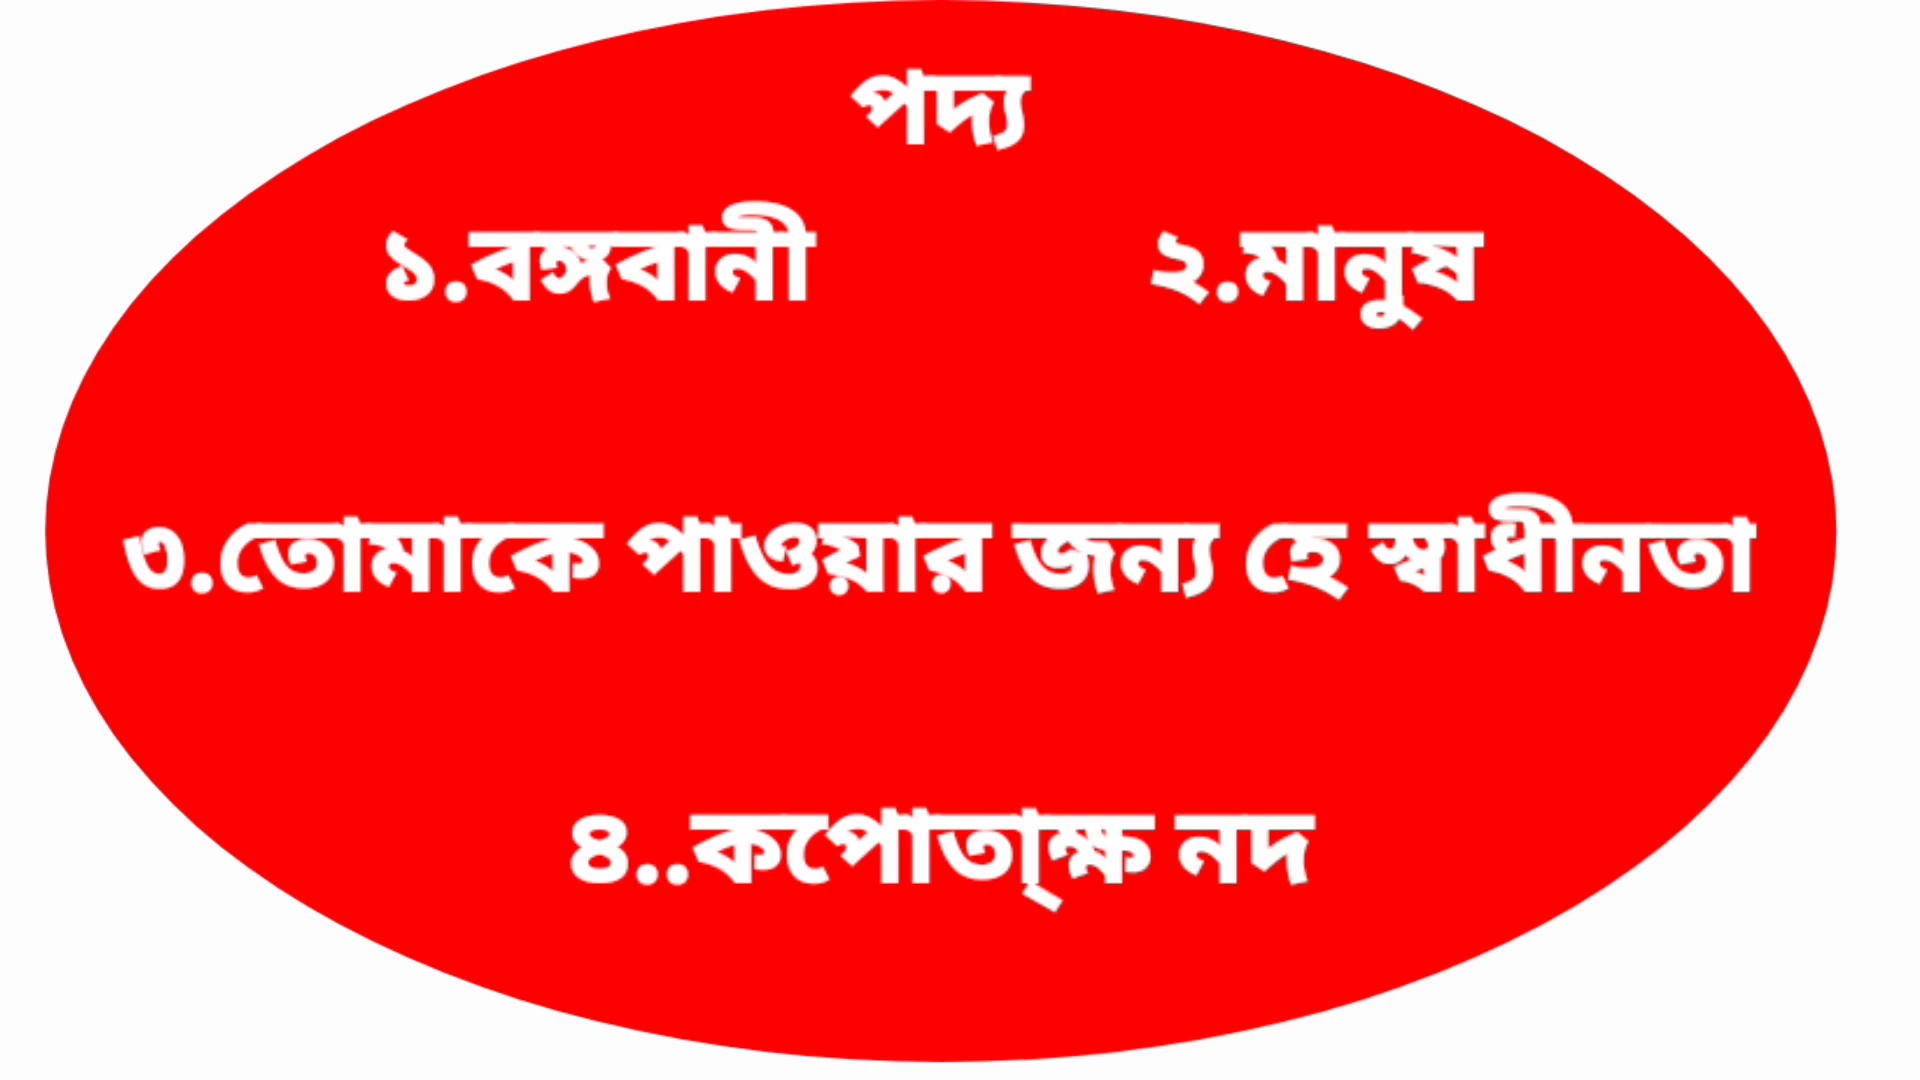 পদ্য
১.বঙ্গবানী ২.মানুষ
৩.তোমাকে পাওয়ার জন্য হে স্বাধীনতা
৪..কপোতা্ক্ষ নদ